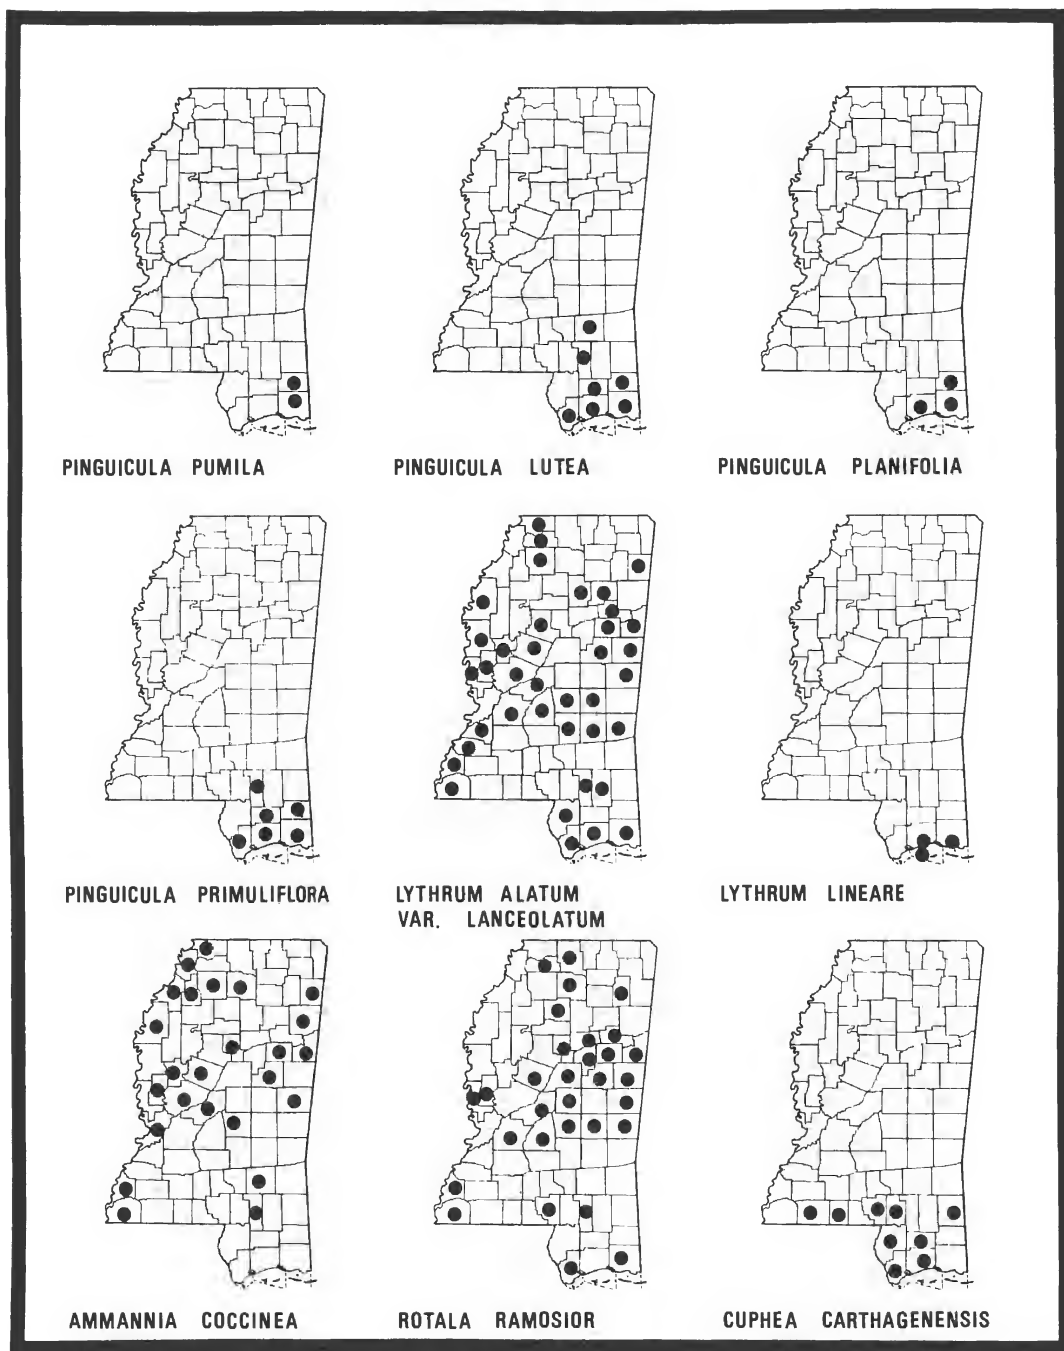 PINGUICULA PUMILA
PINGUICULA LUTEA
PINGUICULA PLANIFOLIA
PINGUICULA PRIMULIFLORA
LYTHRUM ALATUM
VAR. LANCEOLATUM
LYTHRUM LINEARE
AMMANNIA COCCINEA
ROTALA RAMOSIOR
CUPHEA CARTHAGENENSIS